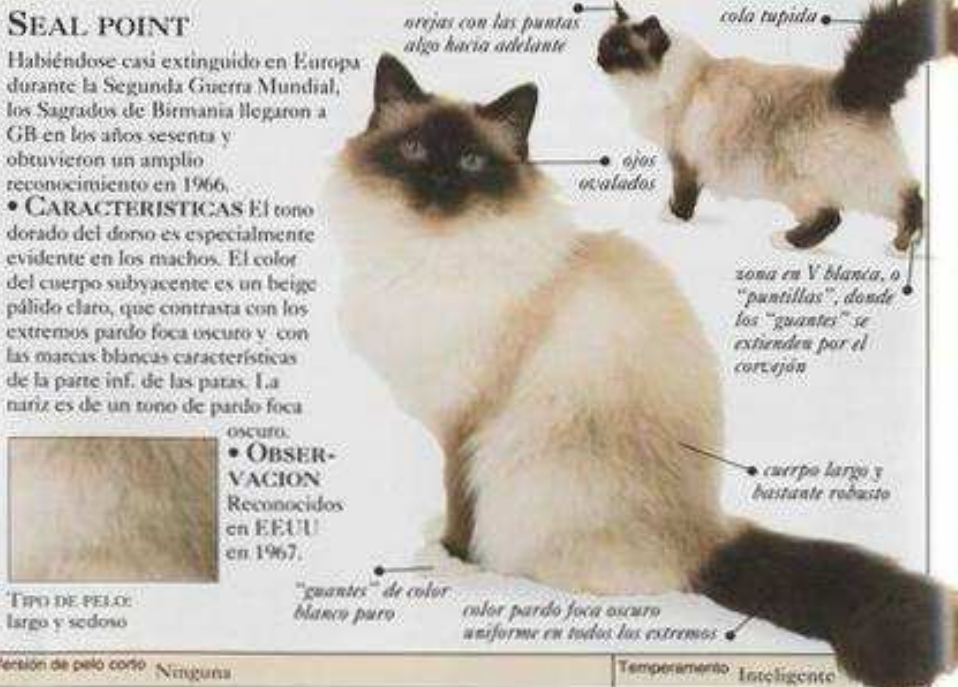 SEAL POINT
Habiéndose casi extinguido en Europa
durante la Segunda Guerra Mundial,
los Sagrados de Birmania llegaron a
GB en los años sesenta y
obtuvieron un amplio
reconocimiento en 1966.
• CARACTERISTICAS El tono
dorado del dorso es especialmente
evidente en los machos. El color
del cuerpo subyacente es un beige
pálido claro, que contrasta con los
extremos pardo foca oscuro y con
las marcas blancas características
de la parte inf. de las patas. La
nariz es de un tono de pardo foca
oscuro.
• OBSER-
VACION
Reconocidos
en EEUU
en 1967.
TIPO DE PELO:
largo y sedoso
orejas con las puntas
algo hacia adelante
cola tupida
ojos
ovalados
zona en V blanca, o
"puntillas", donde
los "guantes" se
extienden por el
corvejón
cuerpo largo y
bastante robusto
"guantes" de color
blanco puro
color pardo foca oscuro
uniforme en todos los extremos
Versión de pelo corto Ninguna
Temperamento Inteligente